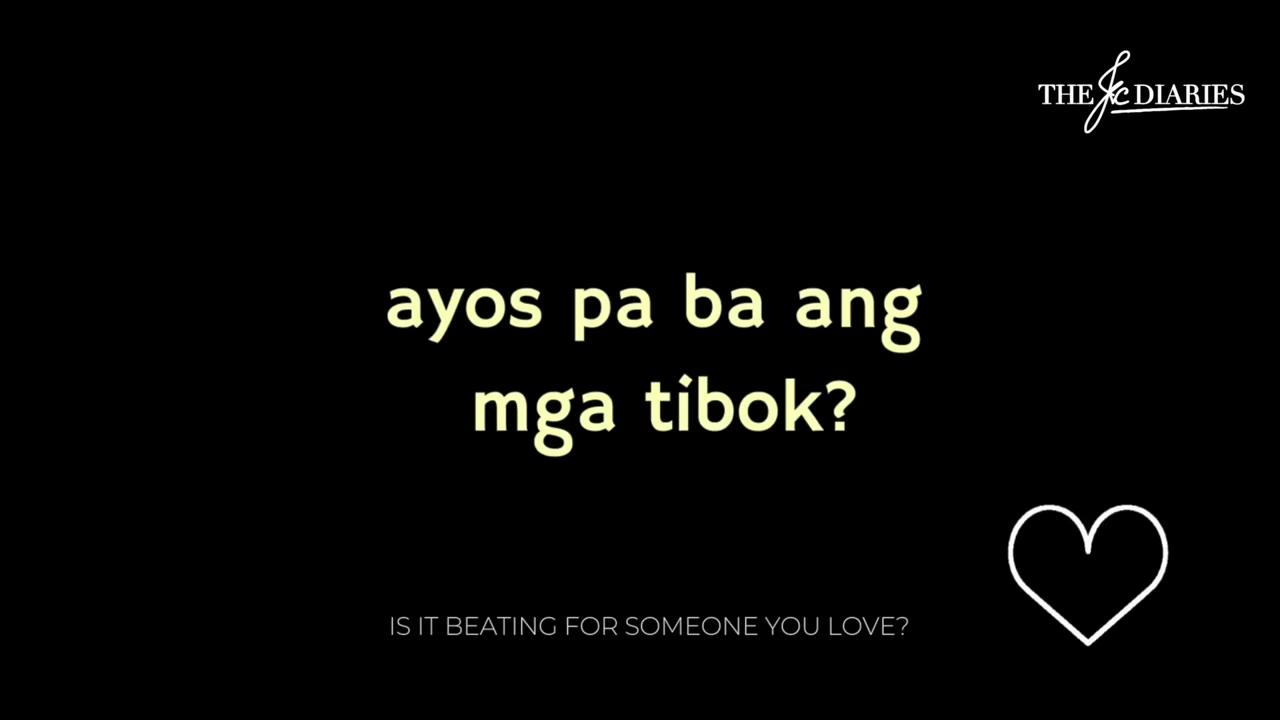 THE Jc DIARIES
ayos pa ba ang
mga tibok?
IS IT BEATING FOR SOMEONE YOU LOVE?